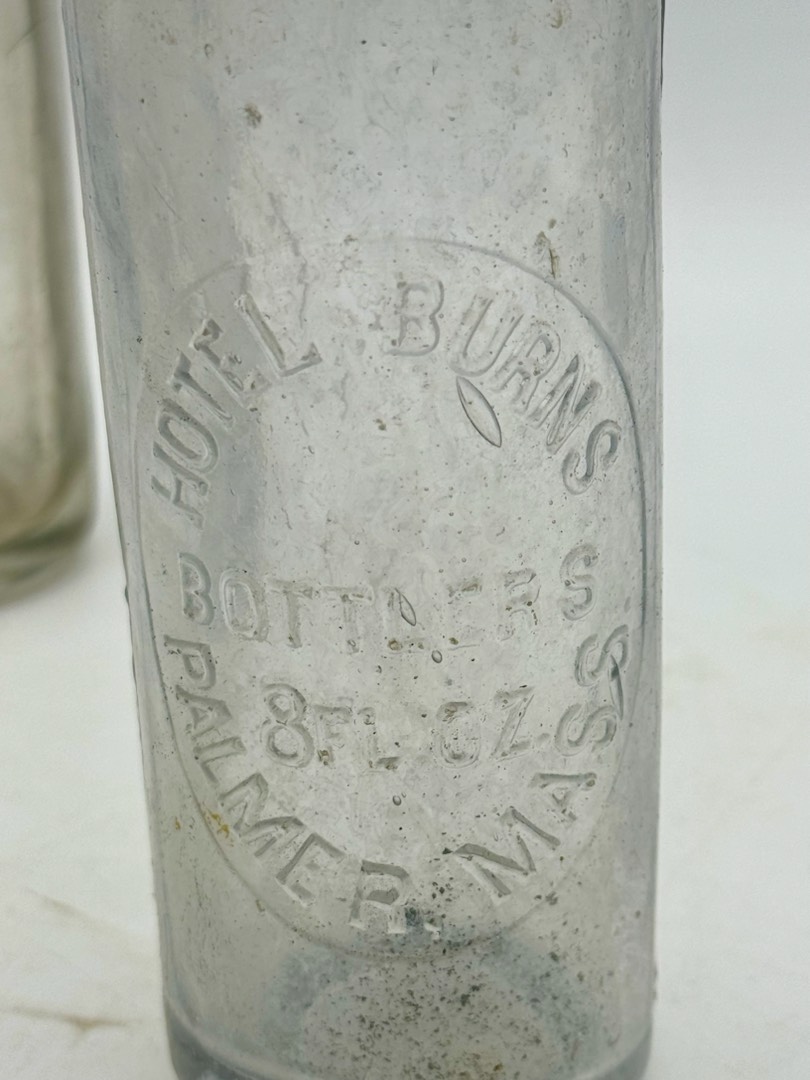 HOTEL BURNS
BOTTLERS
8 FL. OZ.
PALMER, MASS.